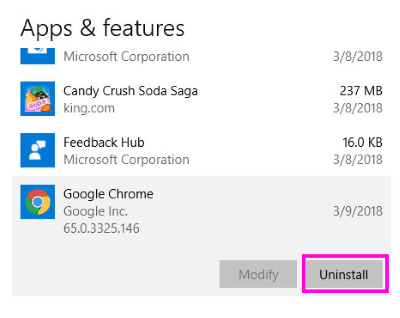 Apps & features
Microsoft Corporation 3/8/2018
Candy Crush Soda Saga 237 MB
king.com 3/8/2018
Feedback Hub 16.0 KB
Microsoft Corporation 3/8/2018
Google Chrome
Google Inc. 3/9/2018
65.0.3325.146
Modify Uninstall